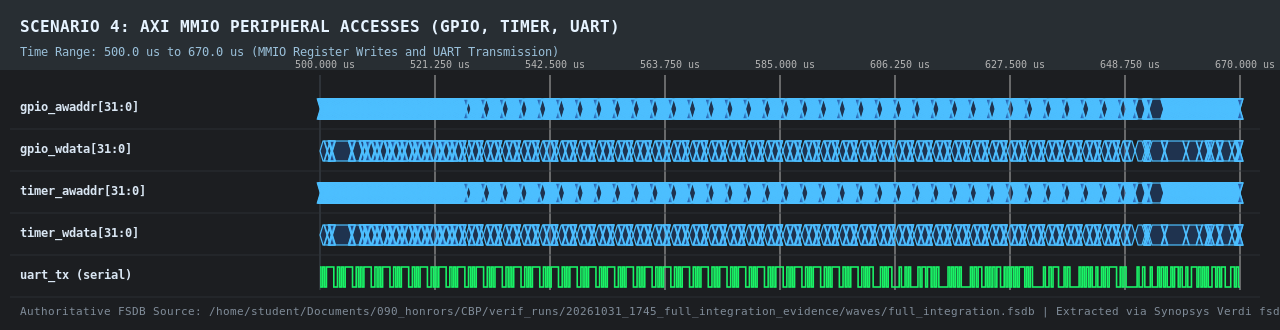 SCENARIO 4: AXI MMIO PERIPHERAL ACCESSES (GPIO, TIMER, UART)
Time Range: 500.0 us to 670.0 us (MMIO Register Writes and UART Transmission)
500.000 us 521.250 us 542.500 us 563.750 us 585.000 us 606.250 us 627.500 us 648.750 us 670.000 us
gpio_awaddr[31:0]
gpio_wdata[31:0]
timer_awaddr[31:0]
timer_wdata[31:0]
uart_tx (serial)
Authoritative FSDB Source: /home/student/Documents/090_honrors/CBP/verif_runs/20261031_1745_full_integration_evidence/waves/full_integration.fsdb | Extracted via Synopsys Verdi fsd